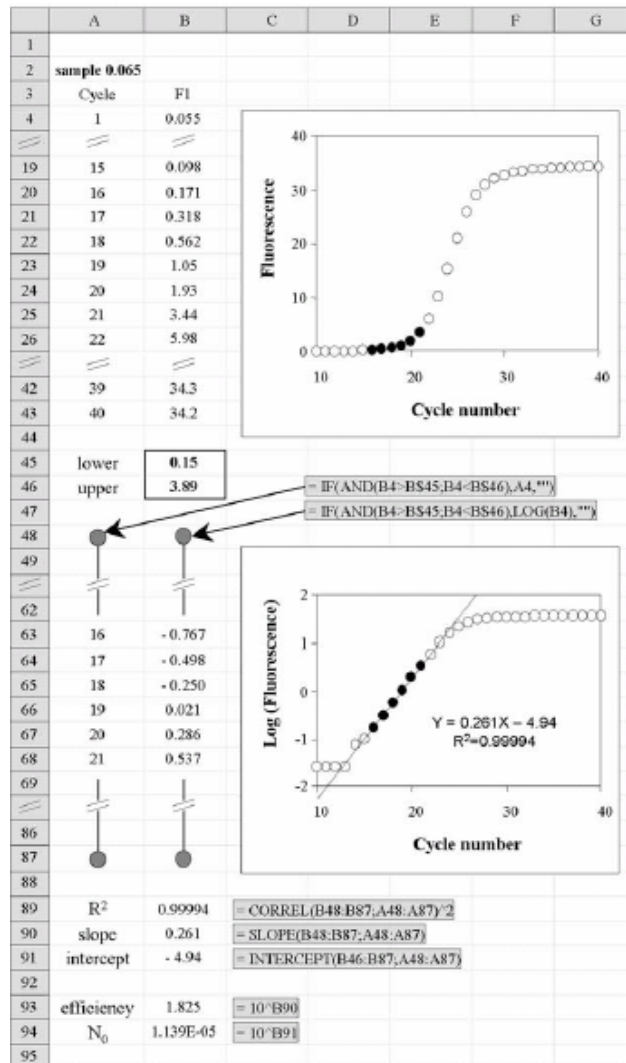 A B C D E F G
1
2 sample 0.065
3 Cycle F1
4 1 0.055
19 15 0.098
20 16 0.171
21 17 0.318
22 18 0.562
23 19 1.05
24 20 1.93
25 21 3.44
26 22 5.98
42 39 34.3
43 40 34.2
44
45 lower 0.15
46 upper 3.89
47
48
49
62
63 16 - 0.767
64 17 - 0.498
65 18 - 0.250
66 19 0.021
67 20 0.286
68 21 0.537
69
86
87
88
89 R² 0.99994 = CORREL(B48:B87;A48:A87)^2
90 slope 0.261 = SLOPE(B48:B87;A48:A87)
91 intercept - 4.94 = INTERCEPT(B46:B87;A48:A87)
92
93 efficiency 1.825 = 10^B90
94 N₀ 1.139E-05 = 10^B91
95
Fluorescence
40
30
20
10
0
10 20 30 40
Cycle number
= IF(AND(B4>B$45;B4<B$46),A4,"")
= IF(AND(B4>B$45;B4<B$46),LOG(B4),"")
Log (Fluorescence)
2
1
0
-1
-2
Y = 0.261X – 4.94
R²=0.99994
10 20 30 40
Cycle number